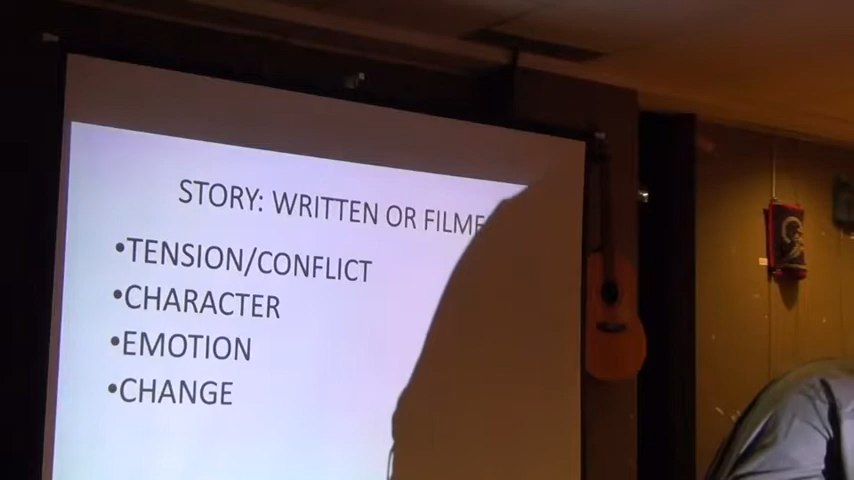 STORY: WRITTEN OR FILME
•TENSION/CONFLICT
•CHARACTER
•EMOTION
•CHANGE